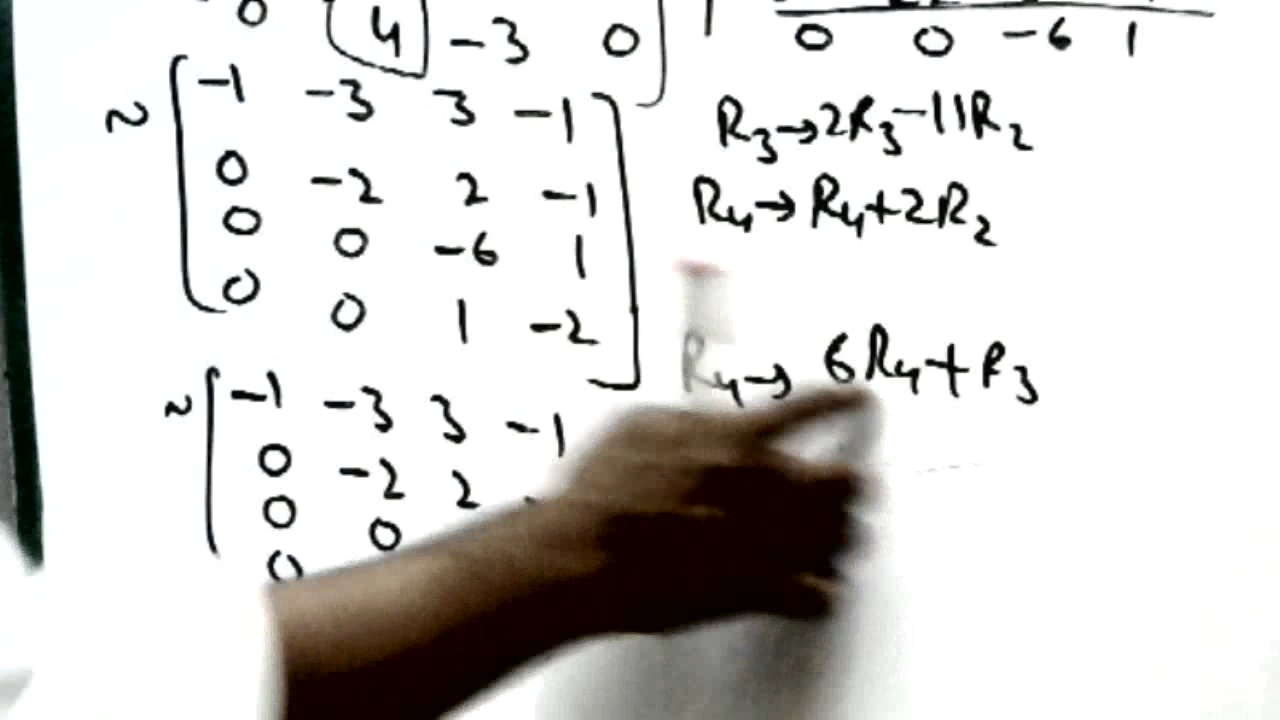 0 4 -3 0 1 0 0 -6 1
~ -1 -3 3 -1 R₃→2R₃-11R₂
0 -2 2 -1 R₄→R₄+2R₂
0 0 -6 1
0 0 1 -2 R₄→ 6R₄+R₃
~ -1 -3 3 -1
0 -2 2
0 0
0